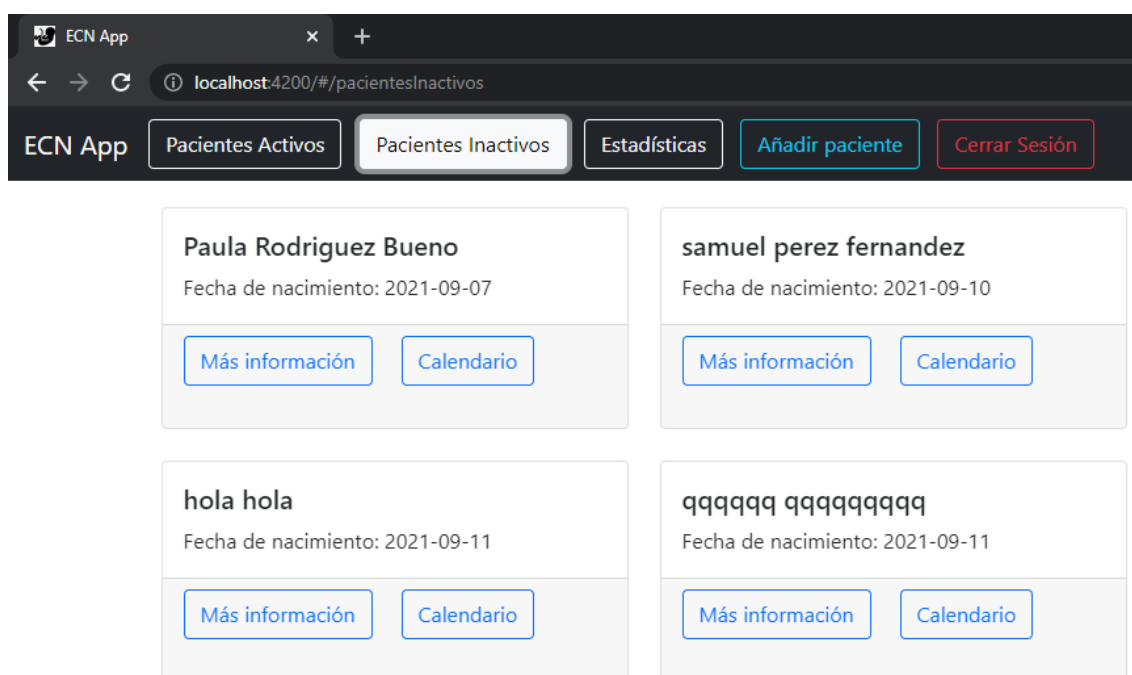 ECN App
localhost:4200/#/pacientesInactivos
ECN App Pacientes Activos Pacientes Inactivos Estadísticas Añadir paciente Cerrar Sesión
Paula Rodriguez Bueno
Fecha de nacimiento: 2021-09-07
Más información Calendario
samuel perez fernandez
Fecha de nacimiento: 2021-09-10
Más información Calendario
hola hola
Fecha de nacimiento: 2021-09-11
Más información Calendario
qqqqqq qqqqqqqqq
Fecha de nacimiento: 2021-09-11
Más información Calendario